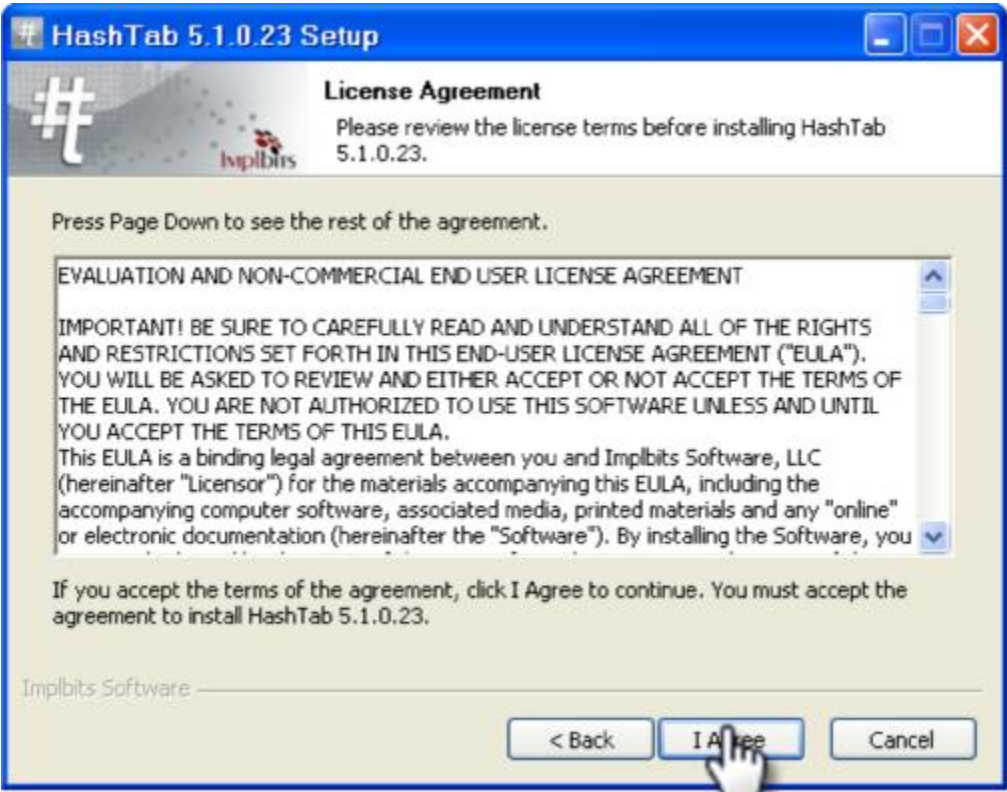 HashTab 5.1.0.23 Setup
License Agreement
Please review the license terms before installing HashTab
5.1.0.23.
Implbits
Press Page Down to see the rest of the agreement.
EVALUATION AND NON-COMMERCIAL END USER LICENSE AGREEMENT
IMPORTANT! BE SURE TO CAREFULLY READ AND UNDERSTAND ALL OF THE RIGHTS
AND RESTRICTIONS SET FORTH IN THIS END-USER LICENSE AGREEMENT ("EULA").
YOU WILL BE ASKED TO REVIEW AND EITHER ACCEPT OR NOT ACCEPT THE TERMS OF
THE EULA. YOU ARE NOT AUTHORIZED TO USE THIS SOFTWARE UNLESS AND UNTIL
YOU ACCEPT THE TERMS OF THIS EULA.
This EULA is a binding legal agreement between you and Implbits Software, LLC
(hereinafter "Licensor") for the materials accompanying this EULA, including the
accompanying computer software, associated media, printed materials and any "online"
or electronic documentation (hereinafter the "Software"). By installing the Software, you
If you accept the terms of the agreement, click I Agree to continue. You must accept the
agreement to install HashTab 5.1.0.23.
Implbits Software
< Back
I Agree
Cancel